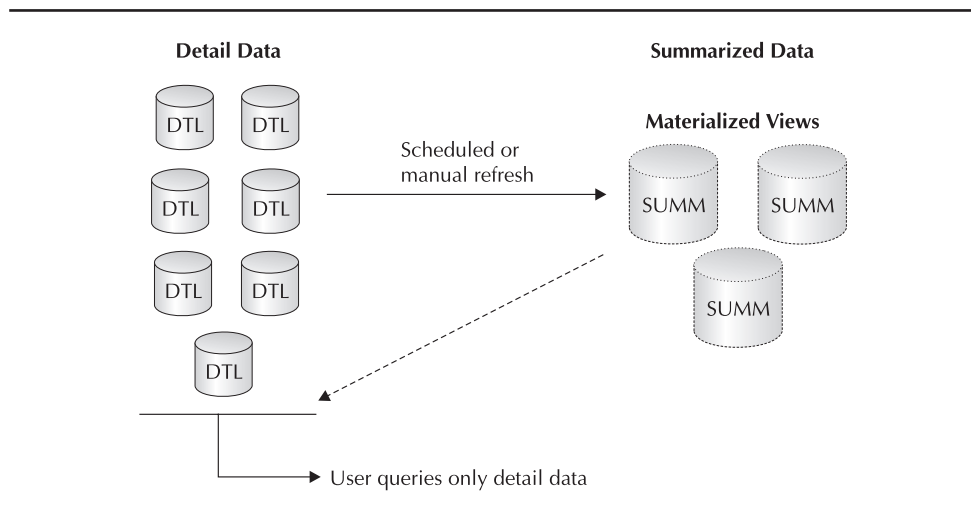 Detail Data
DTL
DTL
DTL
DTL
DTL
DTL
DTL
Scheduled or
manual refresh
Summarized Data
Materialized Views
SUMM
SUMM
SUMM
User queries only detail data